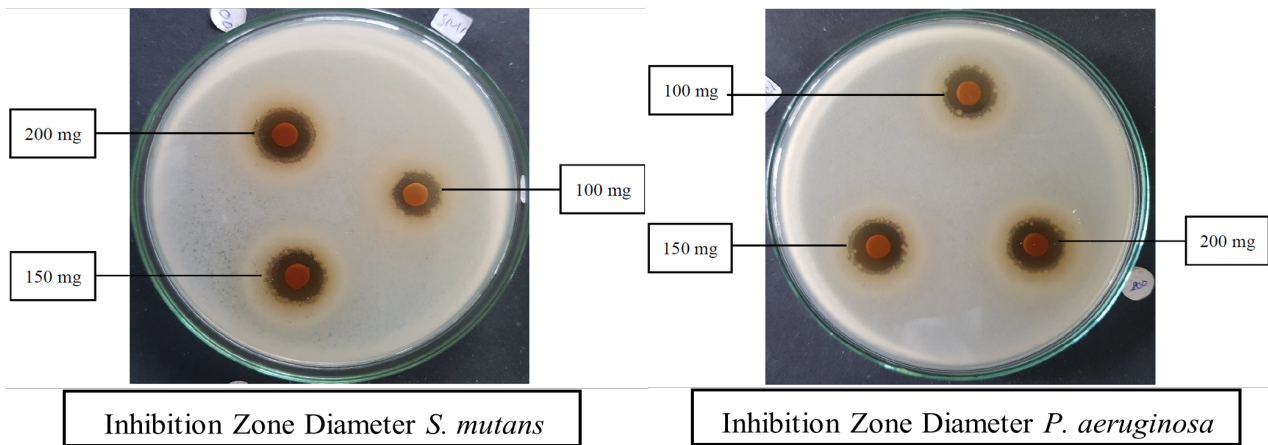 200 mg
100 mg
150 mg
Inhibition Zone Diameter S. mutans
100 mg
150 mg
200 mg
200
Inhibition Zone Diameter P. aeruginosa